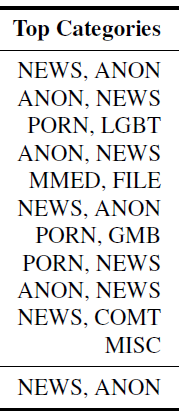 Top Categories
NEWS, ANON
ANON, NEWS
PORN, LGBT
ANON, NEWS
MMED, FILE
NEWS, ANON
PORN, GMB
PORN, NEWS
ANON, NEWS
NEWS, COMT
MISC
NEWS, ANON